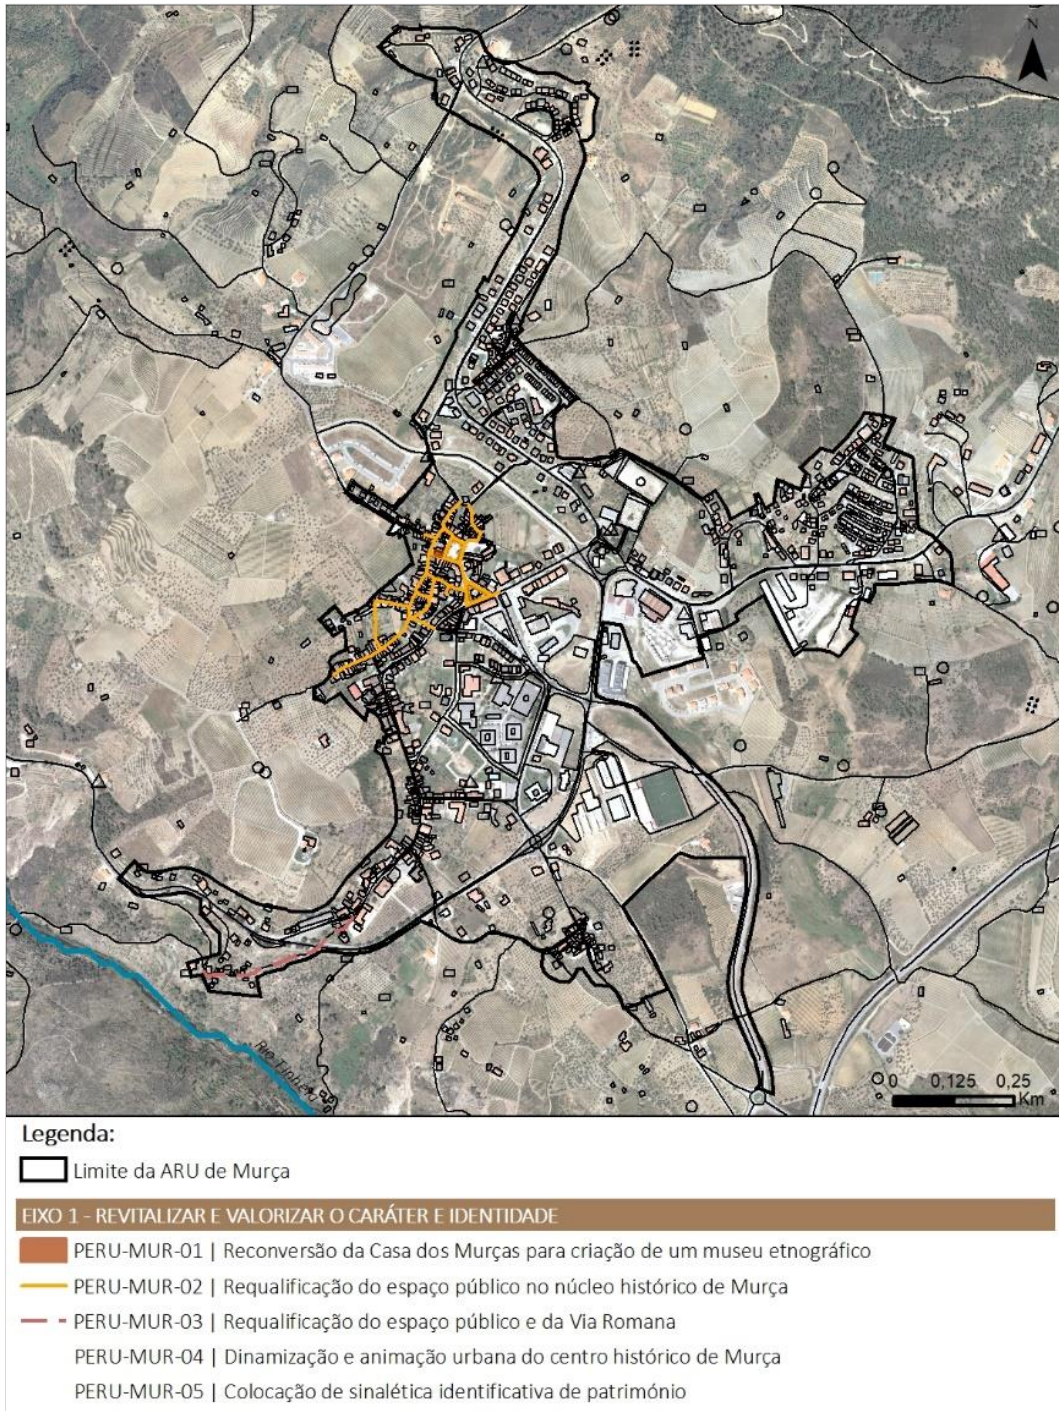 N
Rio Tinhela
0 0,125 0,25
Km
Legenda:
Limite da ARU de Murça
EIXO 1 - REVITALIZAR E VALORIZAR O CARÁTER E IDENTIDADE
PERU-MUR-01 | Reconversão da Casa dos Murças para criação de um museu etnográfico
PERU-MUR-02 | Requalificação do espaço público no núcleo histórico de Murça
PERU-MUR-03 | Requalificação do espaço público e da Via Romana
PERU-MUR-04 | Dinamização e animação urbana do centro histórico de Murça
PERU-MUR-05 | Colocação de sinalética identificativa de património